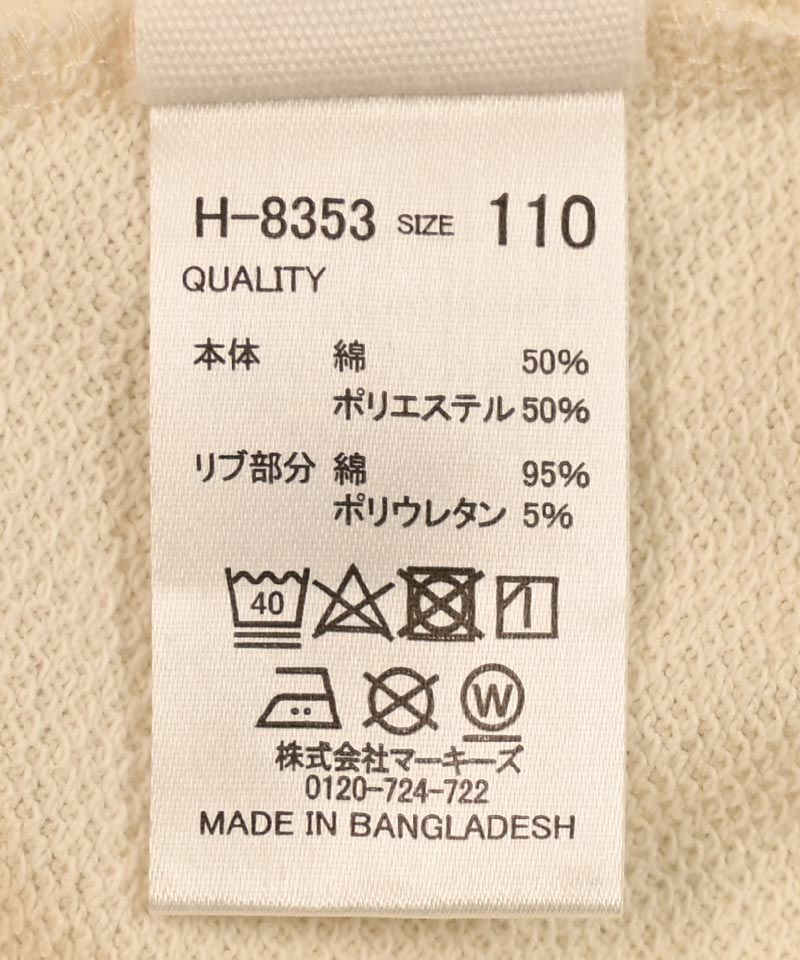 H-8353 SIZE 110
QUALITY
本体 綿 50%
ポリエステル 50%
リブ部分 綿 95%
ポリウレタン 5%
40
W
株式会社マーキーズ
0120-724-722
MADE IN BANGLADESH